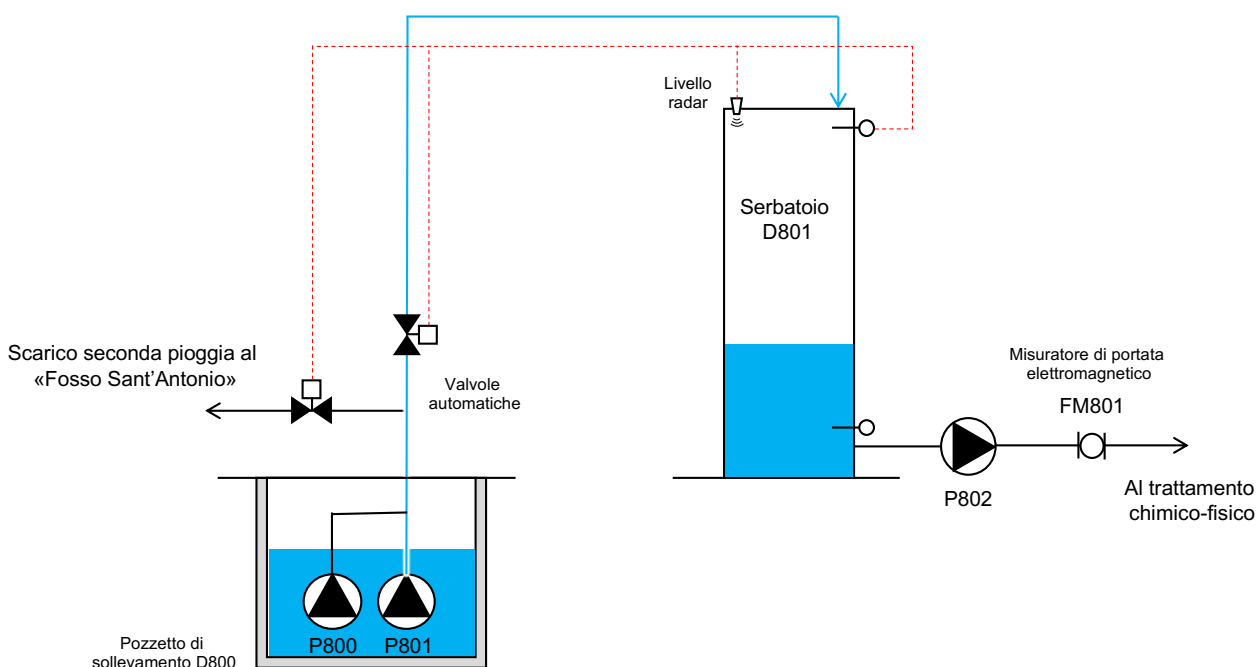 Livello
radar
Serbatoio
D801
Scarico seconda pioggia al
«Fosso Sant’Antonio»
Valvole
automatiche
Misuratore di portata
elettromagnetico
FM801
P802
Al trattamento
chimico-fisico
P800
P801
Pozzetto di
sollevamento D800